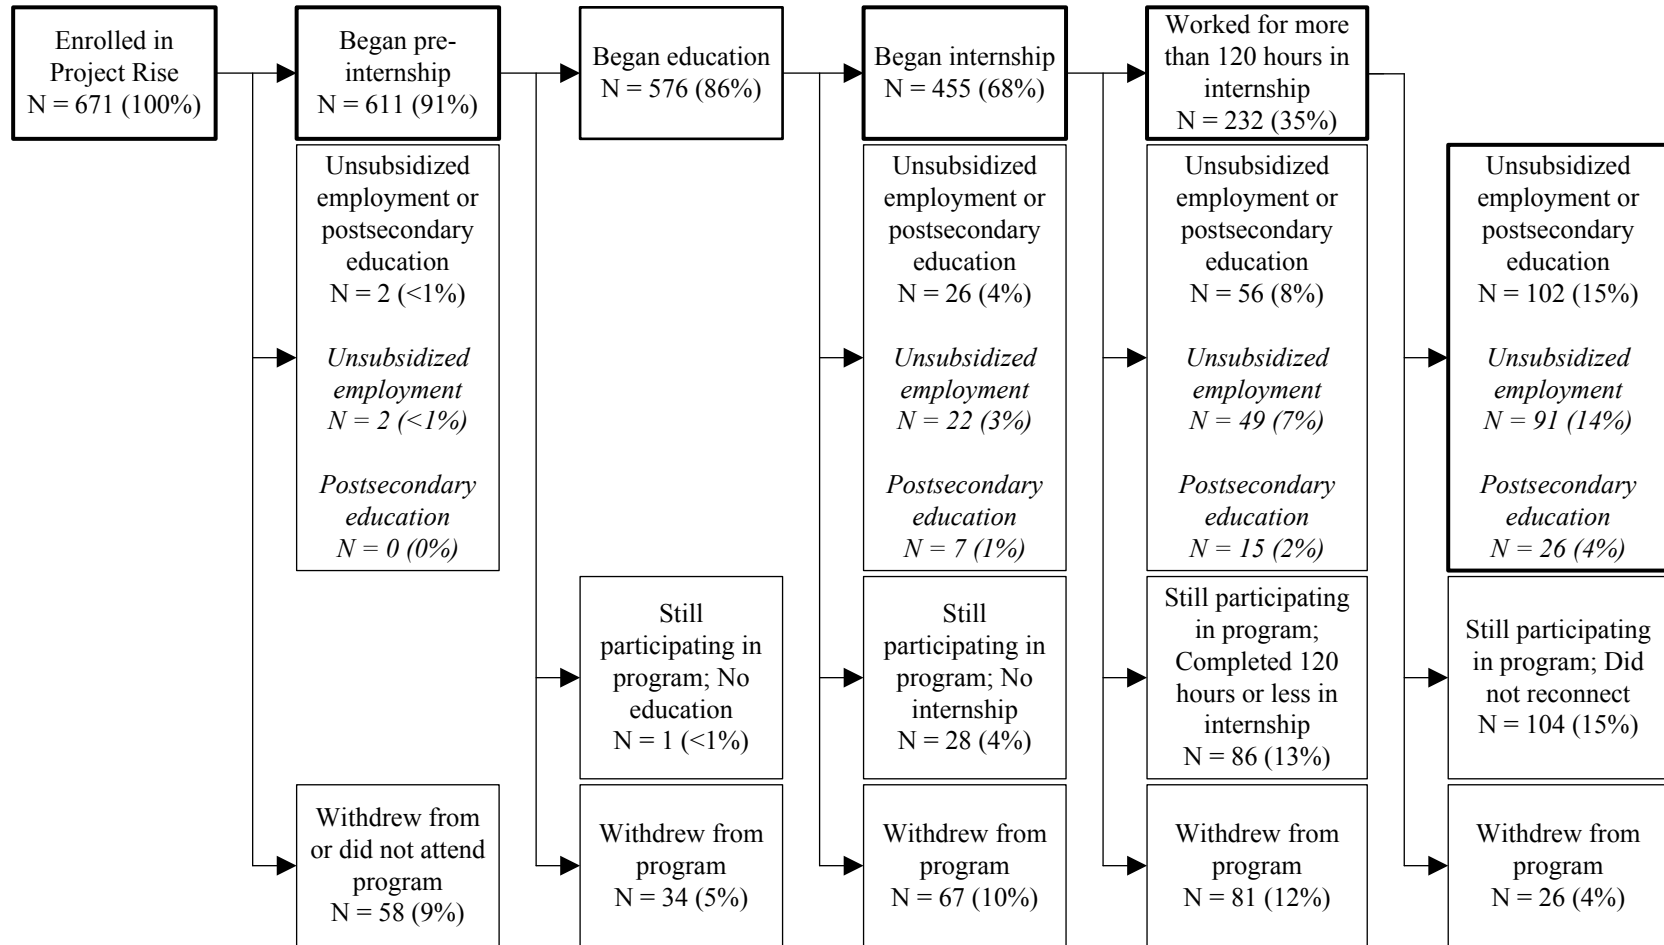 Enrolled in
Project Rise
N = 671 (100%)
Began pre-
internship
N = 611 (91%)
Began education
N = 576 (86%)
Began internship
N = 455 (68%)
Worked for more
than 120 hours in
internship
N = 232 (35%)
Unsubsidized
employment or
postsecondary
education
N = 2 (<1%)
Unsubsidized
employment
N = 2 (<1%)
Postsecondary
education
N = 0 (0%)
Unsubsidized
employment or
postsecondary
education
N = 26 (4%)
Unsubsidized
employment
N = 22 (3%)
Postsecondary
education
N = 7 (1%)
Unsubsidized
employment or
postsecondary
education
N = 56 (8%)
Unsubsidized
employment
N = 49 (7%)
Postsecondary
education
N = 15 (2%)
Unsubsidized
employment or
postsecondary
education
N = 102 (15%)
Unsubsidized
employment
N = 91 (14%)
Postsecondary
education
N = 26 (4%)
Still
participating in
program; No
education
N = 1 (<1%)
Still
participating in
program; No
internship
N = 28 (4%)
Still participating
in program;
Completed 120
hours or less in
internship
N = 86 (13%)
Still participating
in program; Did
not reconnect
N = 104 (15%)
Withdrew from
or did not attend
program
N = 58 (9%)
Withdrew from
program
N = 34 (5%)
Withdrew from
program
N = 67 (10%)
Withdrew from
program
N = 81 (12%)
Withdrew from
program
N = 26 (4%)